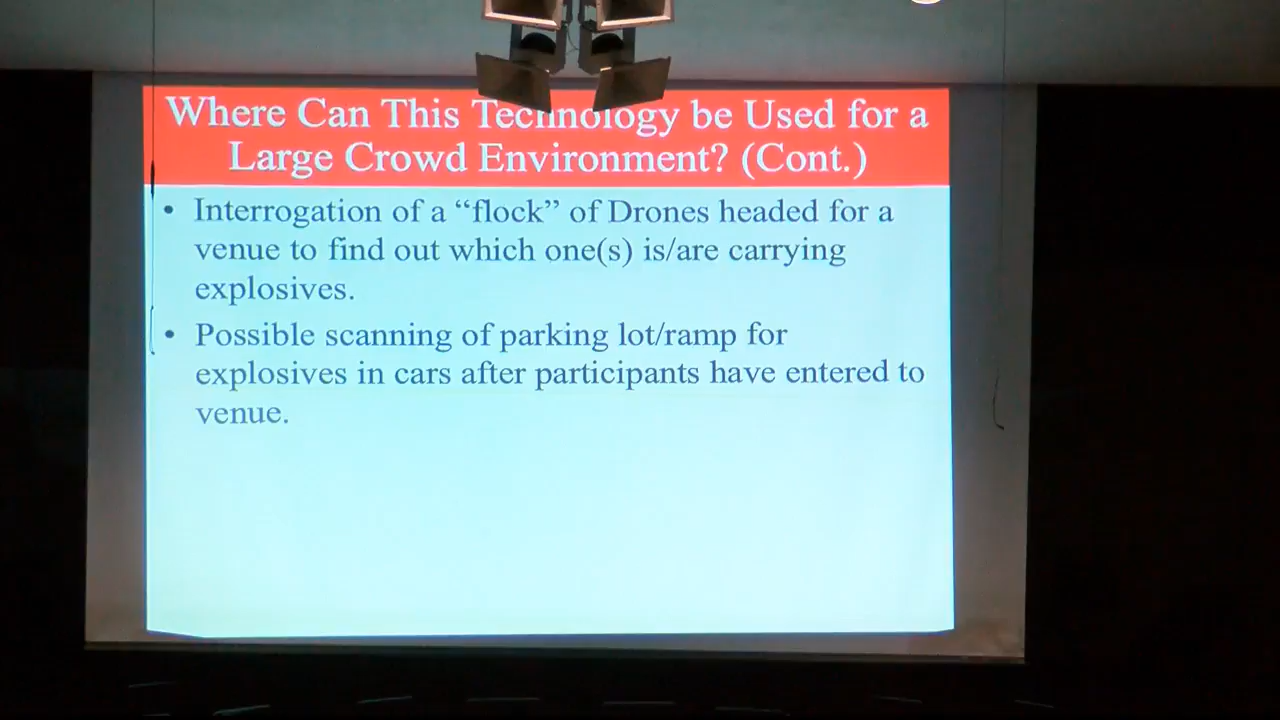 Where Can This Technology be Used for a
Large Crowd Environment? (Cont.)
• Interrogation of a “flock” of Drones headed for a
venue to find out which one(s) is/are carrying
explosives.
• Possible scanning of parking lot/ramp for
explosives in cars after participants have entered to
venue.